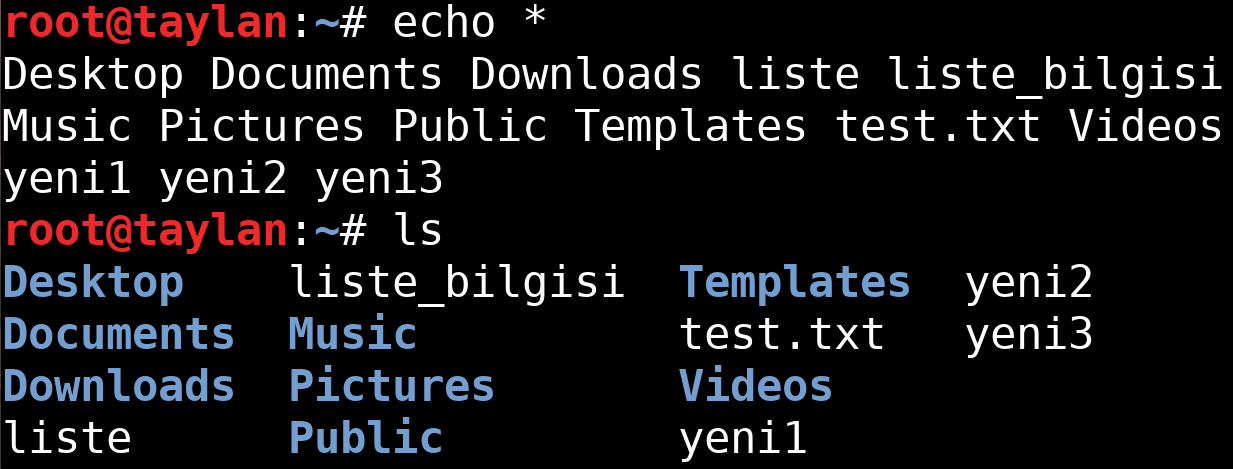 root@taylan:~# echo *
Desktop Documents Downloads liste liste_bilgisi
Music Pictures Public Templates test.txt Videos
yeni1 yeni2 yeni3
root@taylan:~# ls
Desktop    liste_bilgisi  Templates  yeni2
Documents  Music          test.txt   yeni3
Downloads  Pictures       Videos
liste      Public         yeni1